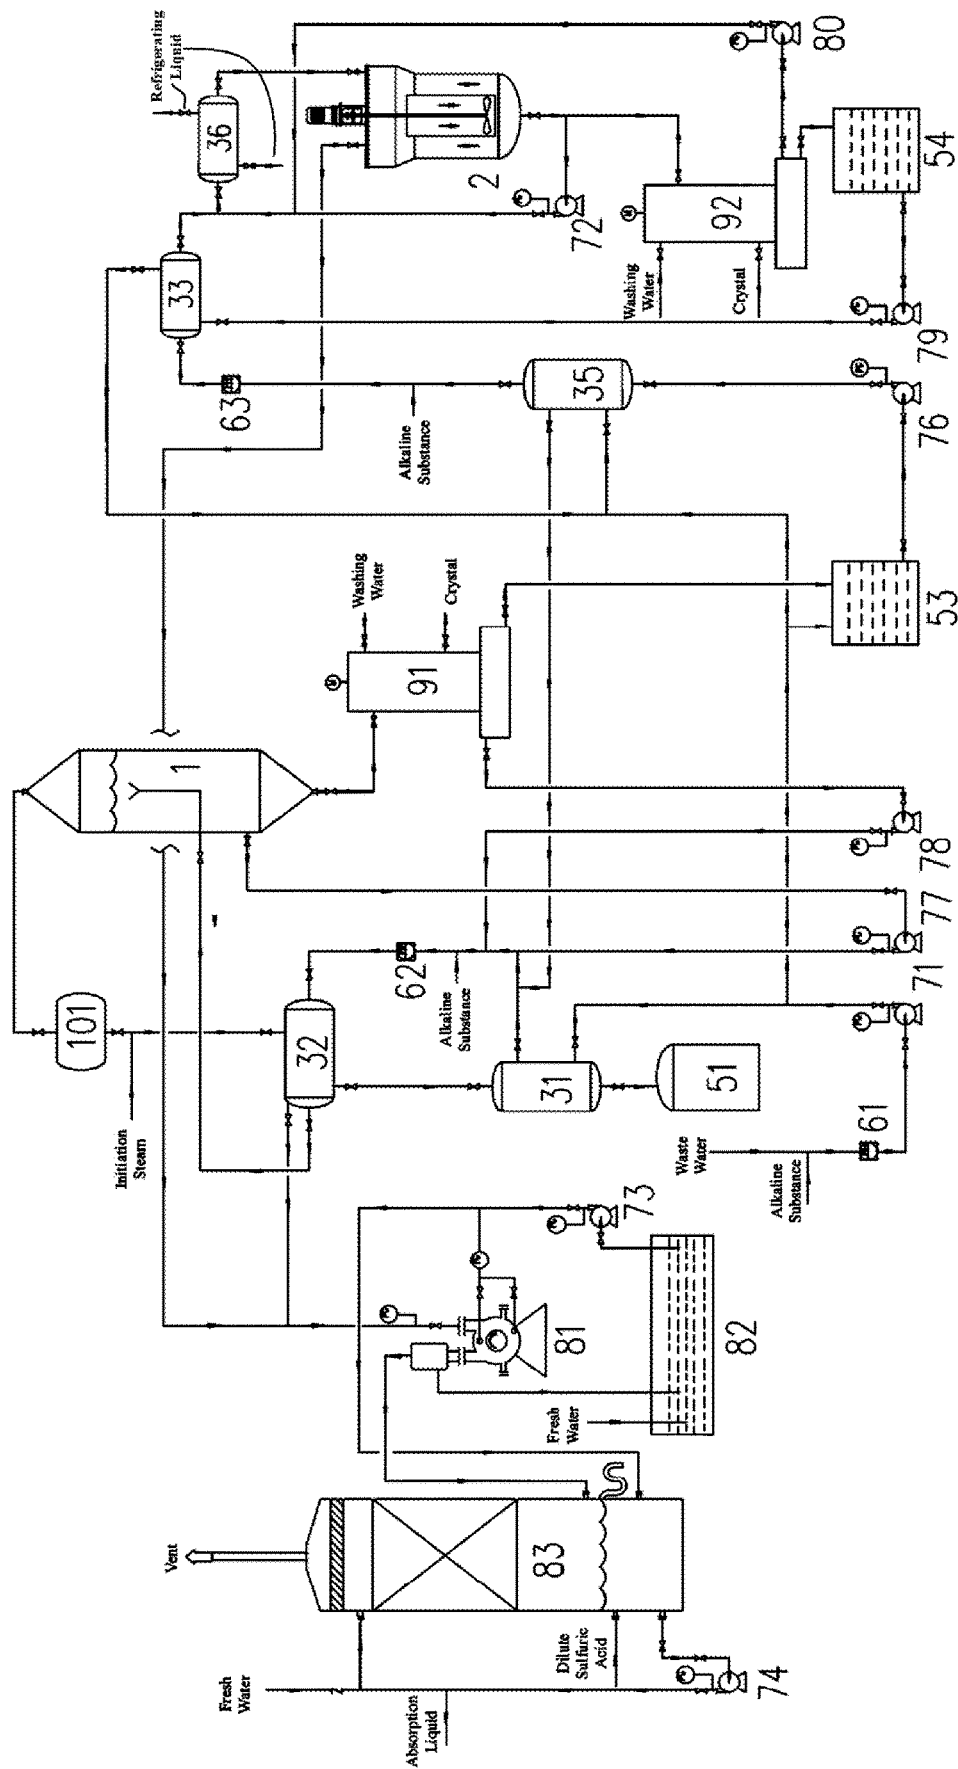 101
Initiation
Steam
Vent
1
33
Refrigerating
Liquid
36
Fresh
Water
63
32
Washing
Water
Absorption
Liquid
62
91
Alkaline
Substance
Alkaline
Substance
Crystal
2
83
Fresh
Water
31
81
35
72
Dilute
Sulfuric
Acid
73
Washing
Water
Waste
Water
51
92
82
Crystal
74
Alkaline
Substance
80
61
71
77
78
53
76
79
54